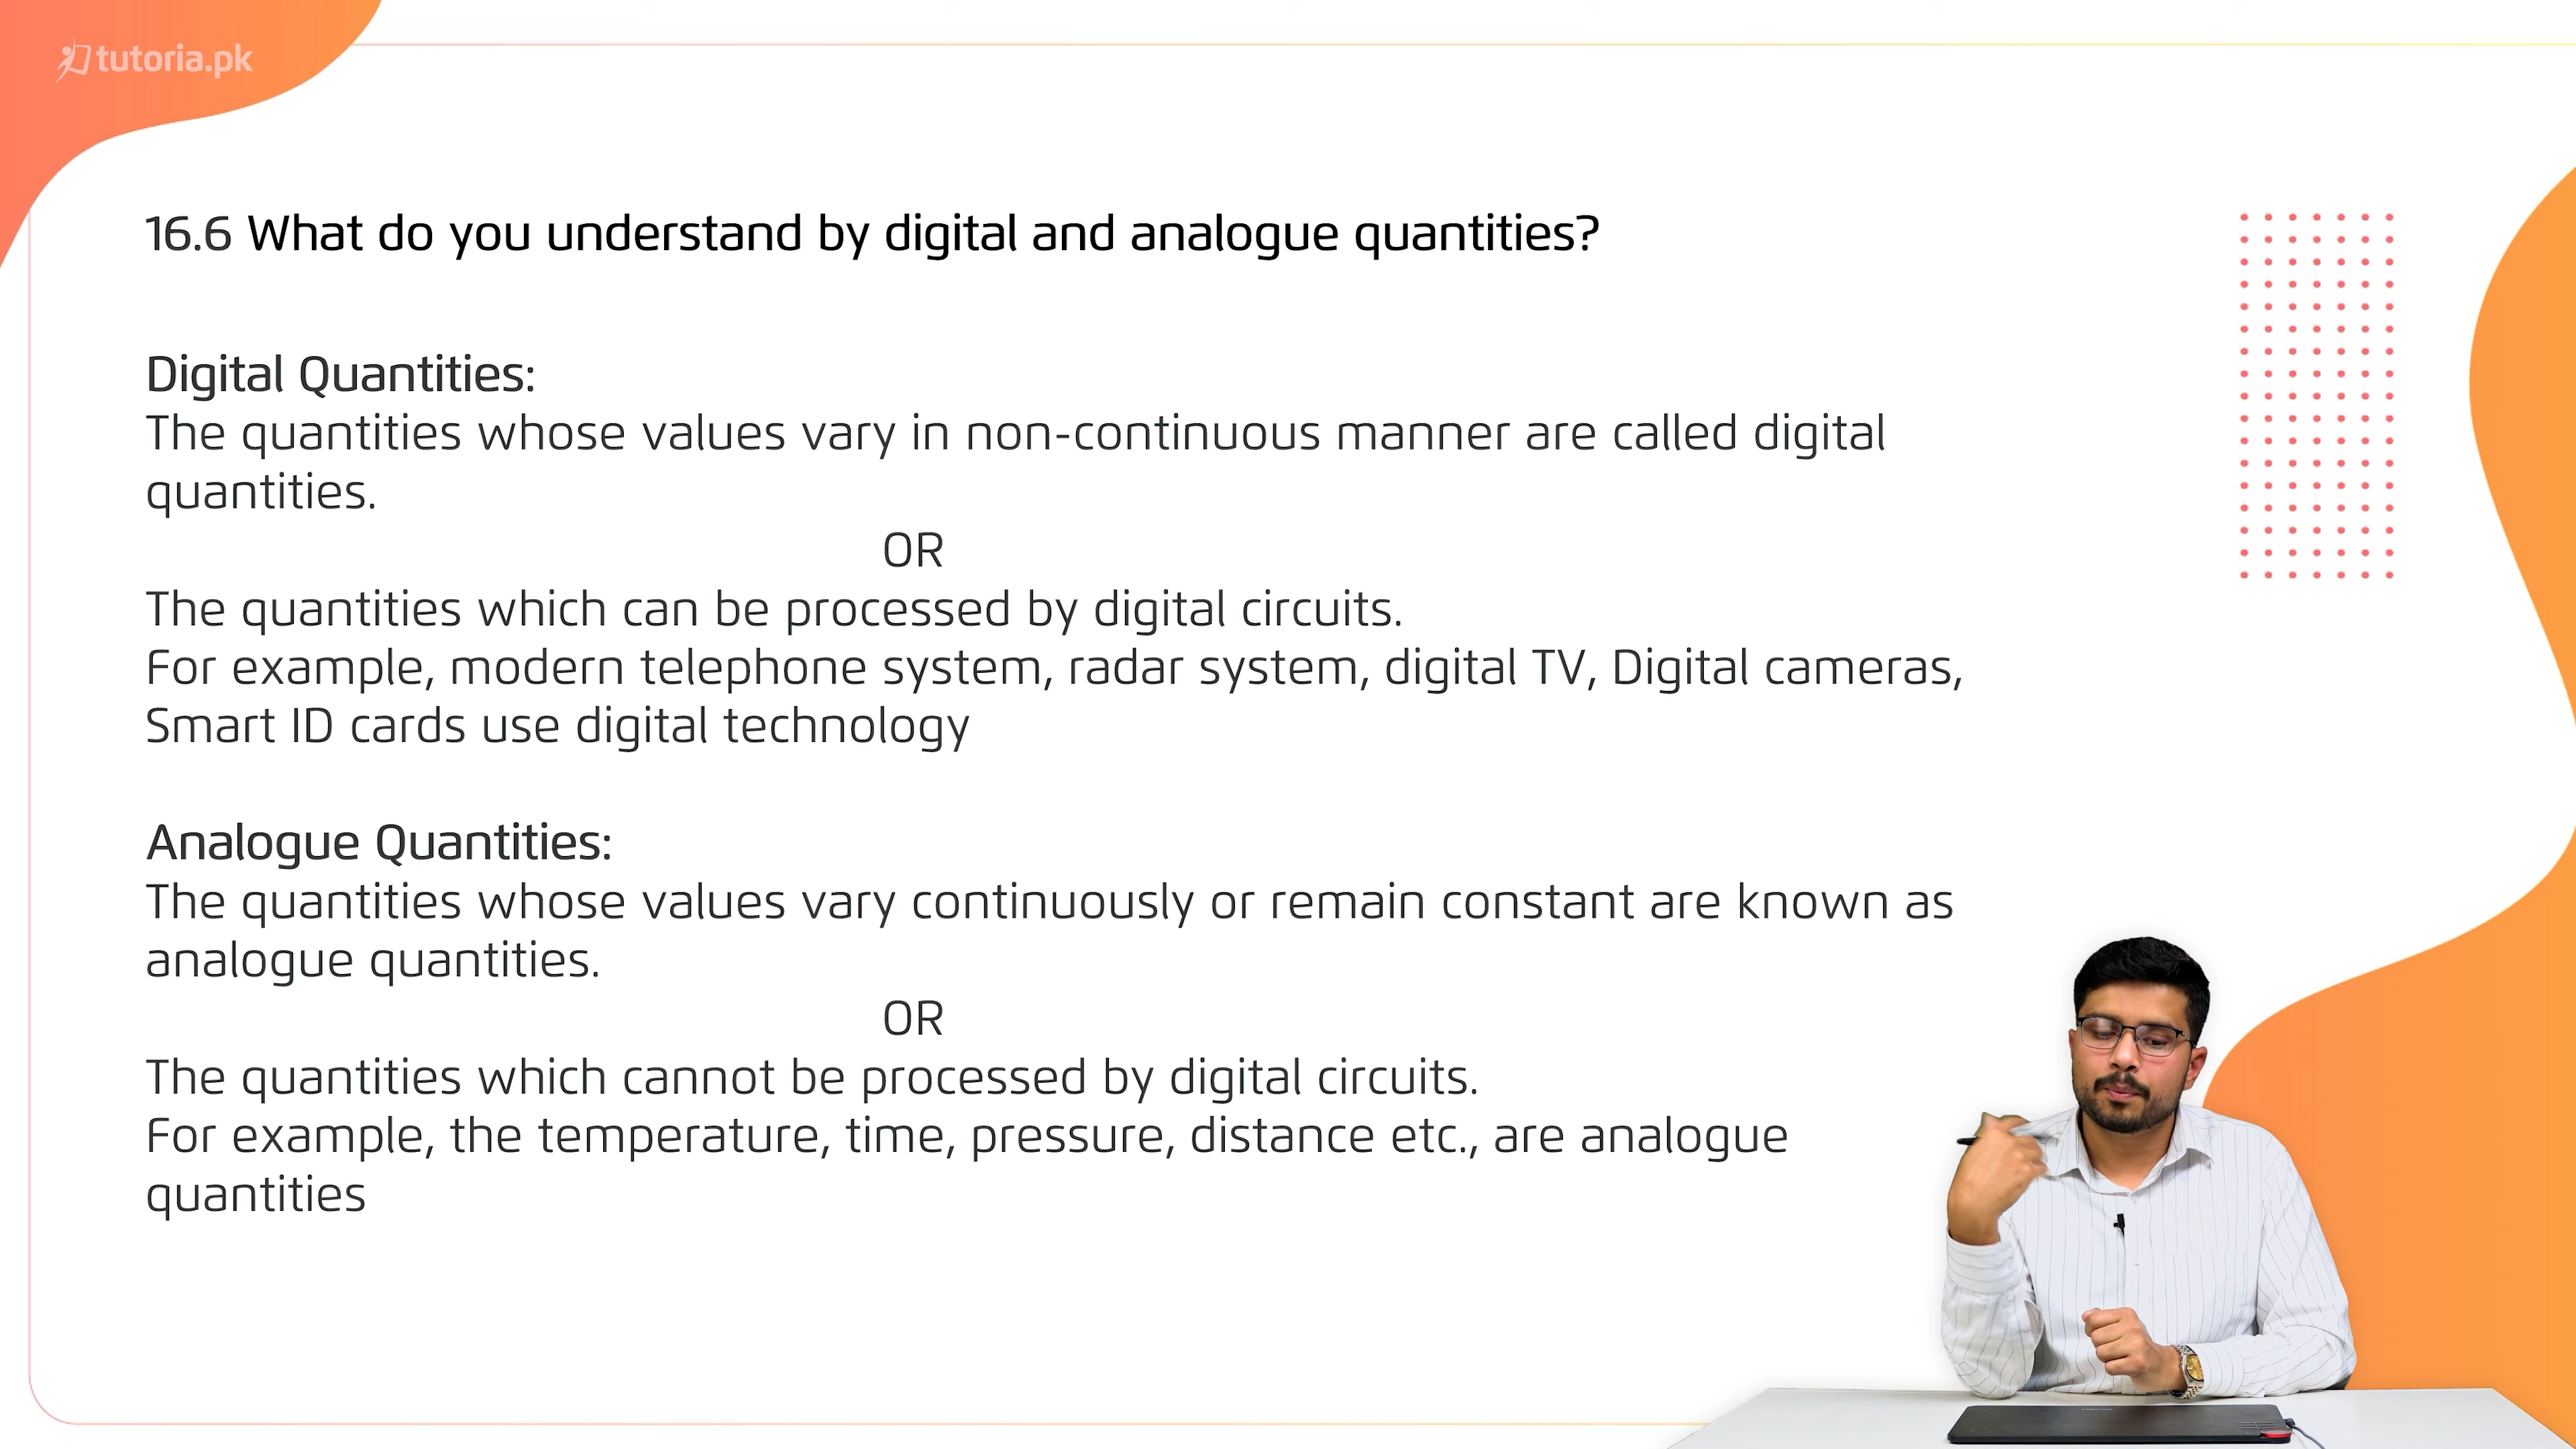 tutoria.pk
16.6 What do you understand by digital and analogue quantities?
Digital Quantities:
The quantities whose values vary in non-continuous manner are called digital
quantities.
OR
The quantities which can be processed by digital circuits.
For example, modern telephone system, radar system, digital TV, Digital cameras,
Smart ID cards use digital technology
Analogue Quantities:
The quantities whose values vary continuously or remain constant are known as
analogue quantities.
OR
The quantities which cannot be processed by digital circuits.
For example, the temperature, time, pressure, distance etc., are analogue
quantities